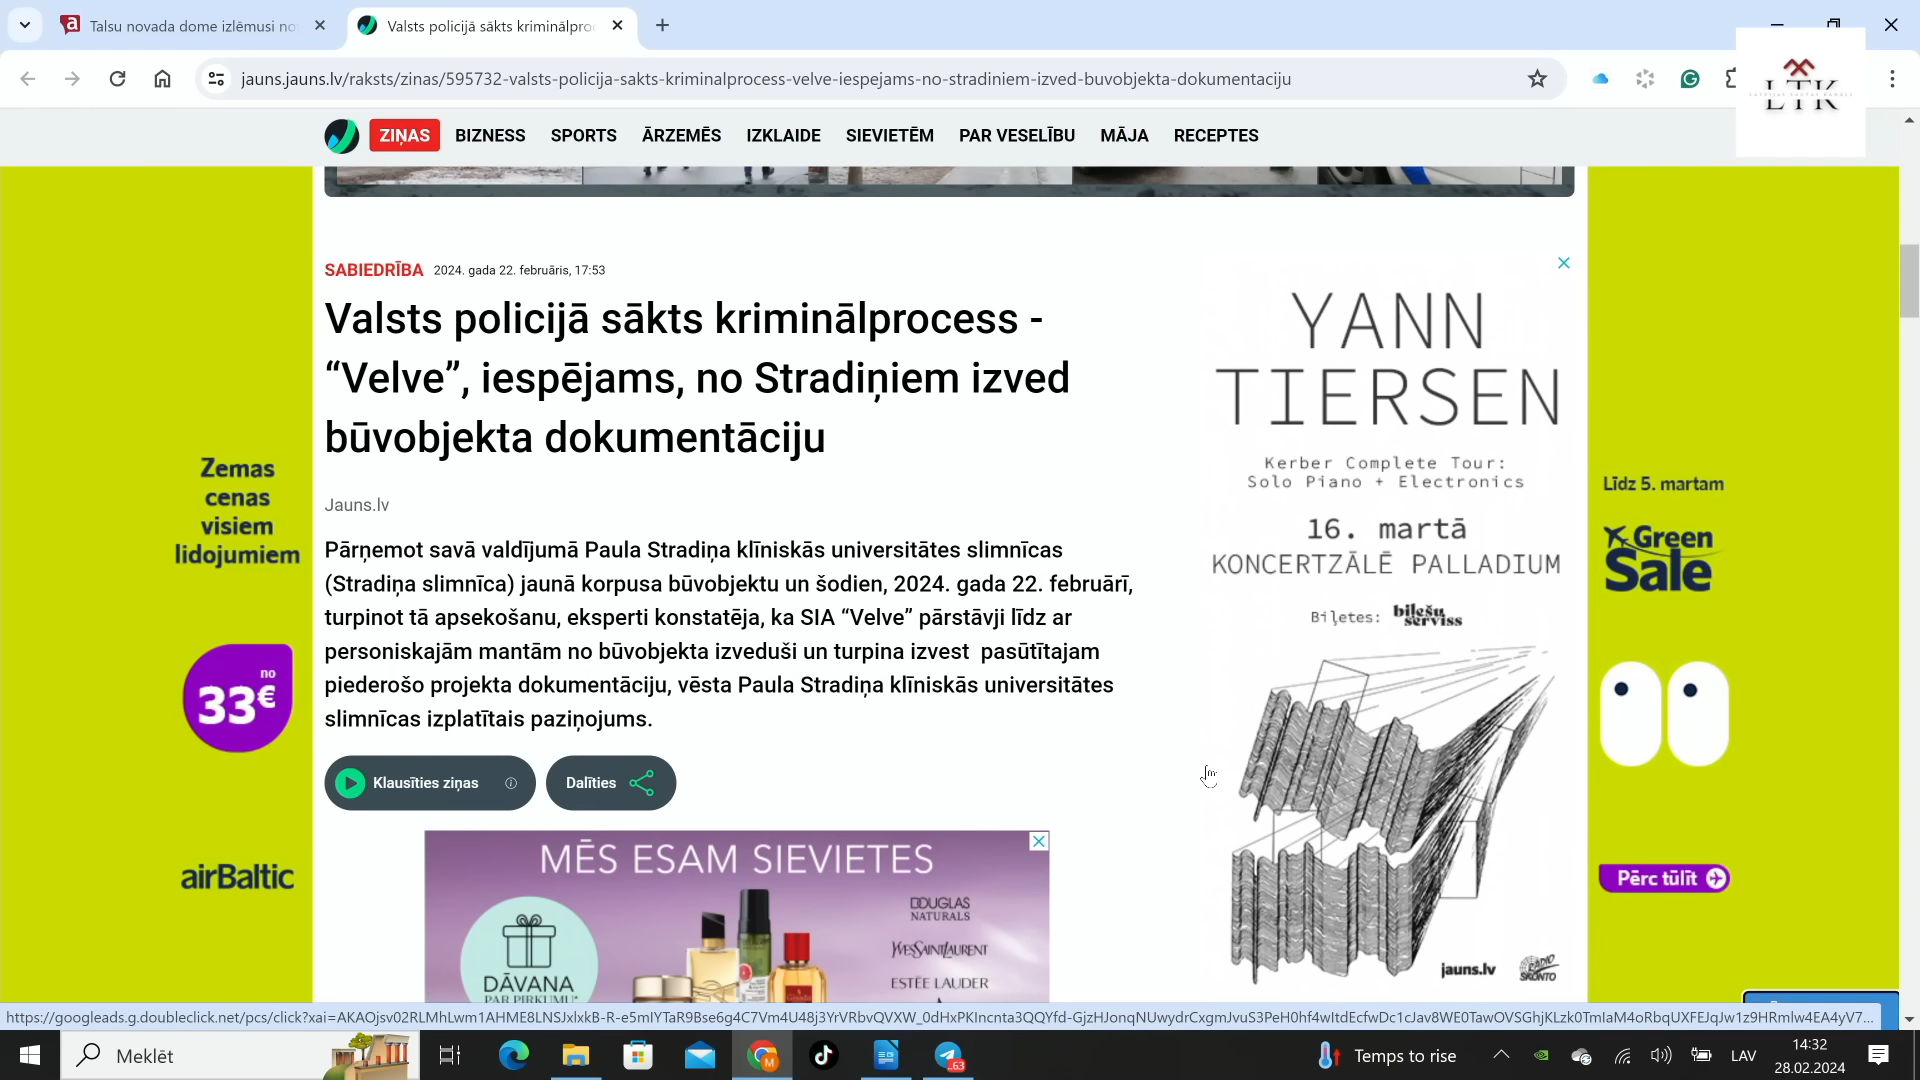 Talsu novada dome izlēmusi no
Valsts policijā sākts kriminālproc
jauns.jauns.lv/raksts/zinas/595732-valsts-policija-sakts-kriminalprocess-velve-iespejams-no-stradiniem-izved-buvobjekta-dokumentaciju
LTK
ZIŅAS BIZNESS SPORTS ĀRZEMĒS IZKLAIDE SIEVIETĒM PAR VESELĪBU MĀJA RECEPTES
SABIEDRĪBA 2024. gada 22. februāris, 17:53
Valsts policijā sākts kriminālprocess -
“Velve”, iespējams, no Stradiņiem izved
būvobjekta dokumentāciju
Jauns.lv
Pārņemot savā valdījumā Paula Stradiņa klīniskās universitātes slimnīcas
(Stradiņa slimnīca) jaunā korpusa būvobjektu un šodien, 2024. gada 22. februārī,
turpinot tā apsekošanu, eksperti konstatēja, ka SIA “Velve” pārstāvji līdz ar
personiskajām mantām no būvobjekta izveduši un turpina izvest pasūtītajam
piederošo projekta dokumentāciju, vēsta Paula Stradiņa klīniskās universitātes
slimnīcas izplatītais paziņojums.
Klausīties ziņas
Dalīties
MĒS ESAM SIEVIETES
DĀVANA
PAR PIRKUMU*
DOUGLAS
NATURALS
YVESSAINTLAURENT
ESTĒE LAUDER
YANN
TIERSEN
Kerber Complete Tour:
Solo Piano + Electronics
16. martā
KONCERTZĀLĒ PALLADIUM
Biļetes: biļešu
serviss
jauns.lv
RADIO
SKONTO
Zemas
cenas
visiem
lidojumiem
no
33€
airBaltic
Līdz 5. martam
Green
Sale
Pērc tūlīt
Meklēt
63
Temps to rise
LAV
14:32
28.02.2024